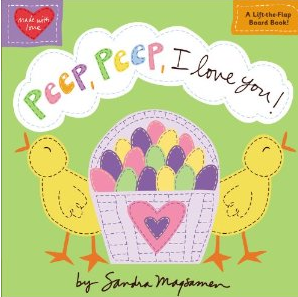 made with
love
A Lift-the-Flap
Board Book!
PEEP, PEEP, I love you!
by Sandra Magsamen